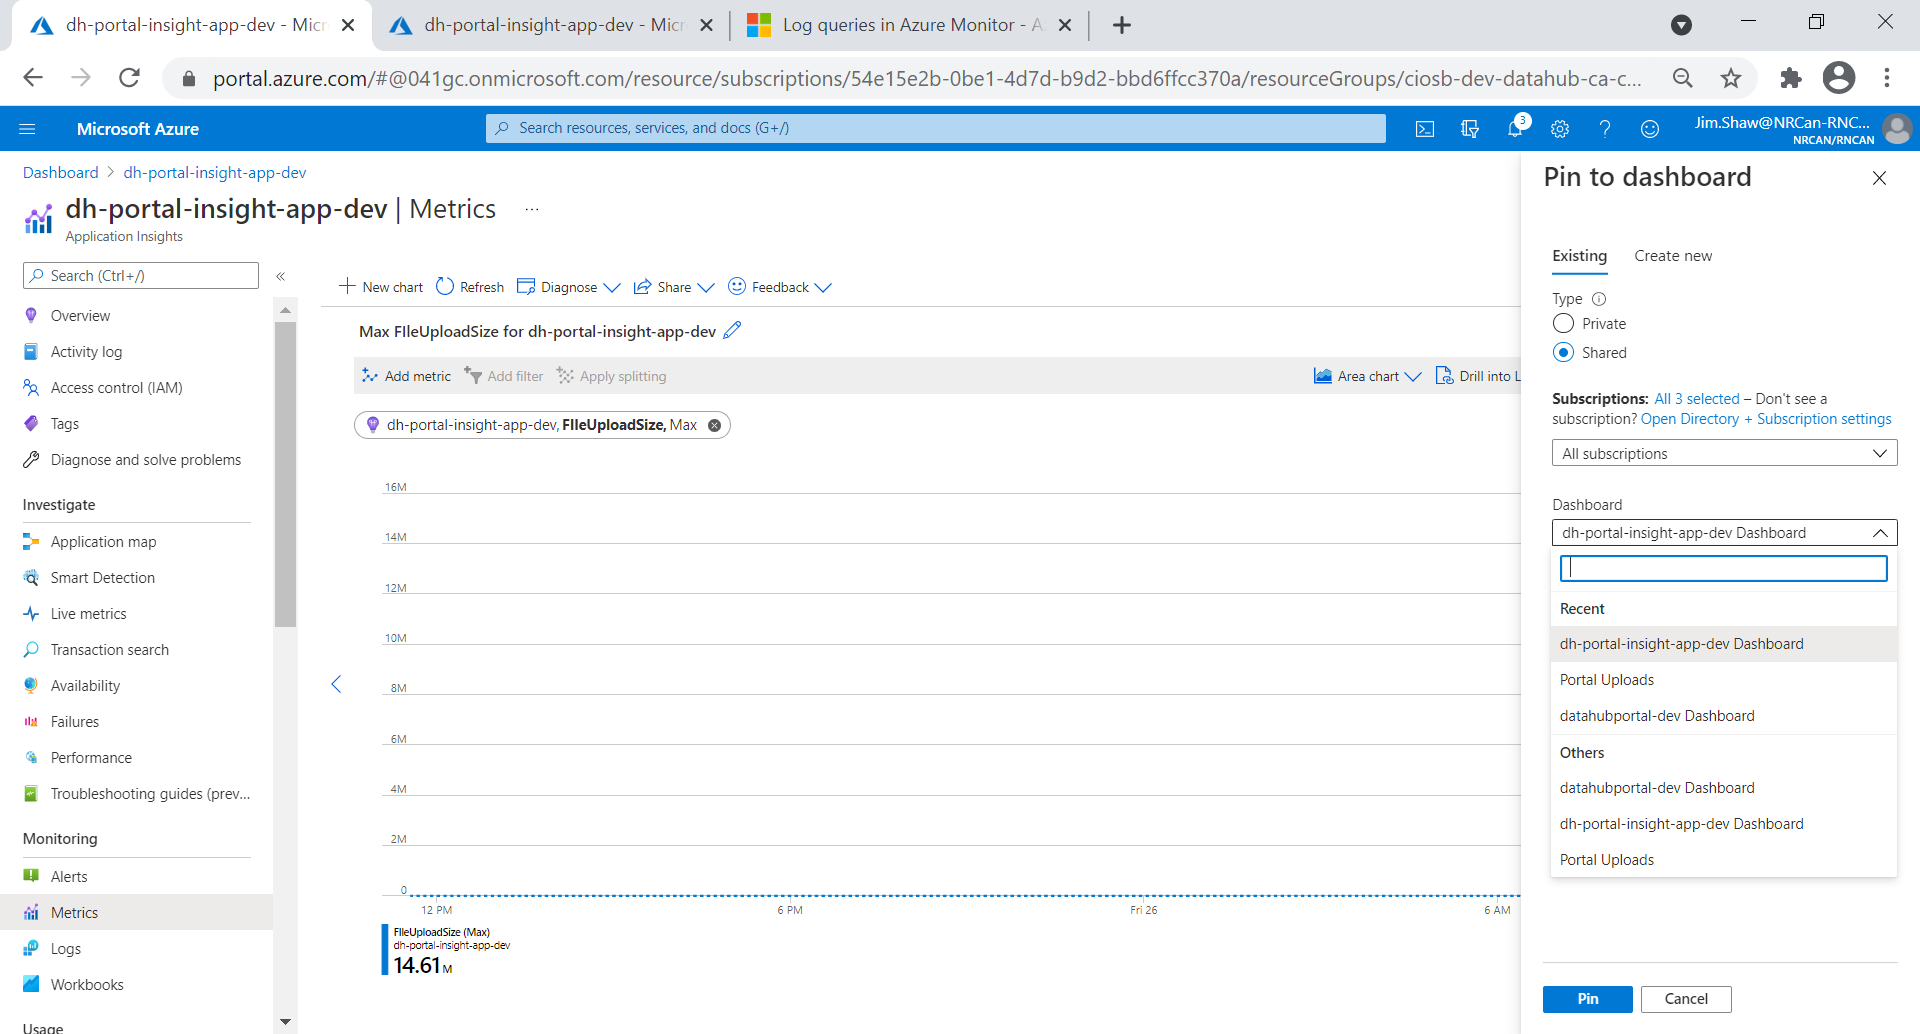 dh-portal-insight-app-dev - Micr
dh-portal-insight-app-dev - Micr
Log queries in Azure Monitor - A
portal.azure.com/#@041gc.onmicrosoft.com/resource/subscriptions/54e15e2b-0be1-4d7d-b9d2-bbd6ffcc370a/resourceGroups/ciosb-dev-datahub-ca-c...
Microsoft Azure
Search resources, services, and docs (G+/)
3
Jim.Shaw@NRCan-RNC...
NRCAN/RNCAN
Dashboard > dh-portal-insight-app-dev
dh-portal-insight-app-dev | Metrics ...
Application Insights
Search (Ctrl+/)
«
Overview
Activity log
Access control (IAM)
Tags
Diagnose and solve problems
Investigate
Application map
Smart Detection
Live metrics
Transaction search
Availability
Failures
Performance
Troubleshooting guides (prev...
Monitoring
Alerts
Metrics
Logs
Workbooks
Usage
New chart
Refresh
Diagnose
Share
Feedback
Max FIleUploadSize for dh-portal-insight-app-dev
Add metric
Add filter
Apply splitting
Area chart
Drill into L
dh-portal-insight-app-dev, FIleUploadSize, Max
16M
14M
12M
10M
8M
6M
4M
2M
0
12 PM
6 PM
Fri 26
6 AM
FIleUploadSize (Max)
dh-portal-insight-app-dev
14.61 M
Pin to dashboard
Existing
Create new
Type
Private
Shared
Subscriptions: All 3 selected – Don't see a
subscription? Open Directory + Subscription settings
All subscriptions
Dashboard
dh-portal-insight-app-dev Dashboard
Recent
dh-portal-insight-app-dev Dashboard
Portal Uploads
datahubportal-dev Dashboard
Others
datahubportal-dev Dashboard
dh-portal-insight-app-dev Dashboard
Portal Uploads
Pin
Cancel